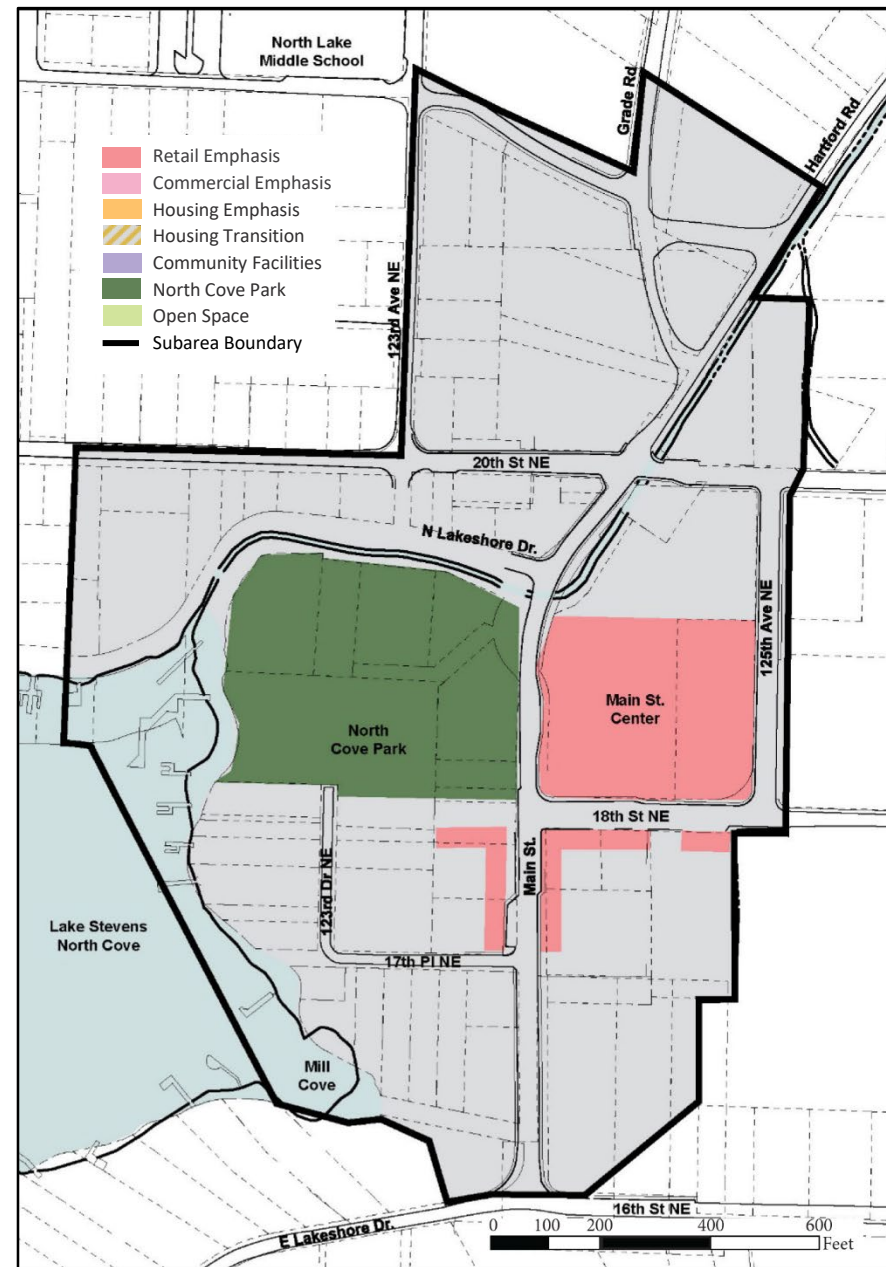 North Lake
Middle School
Grade Rd
Hartford Rd
Retail Emphasis
Commercial Emphasis
Housing Emphasis
Housing Transition
Community Facilities
North Cove Park
Open Space
Subarea Boundary
123rd Ave NE
20th St NE
N Lakeshore Dr.
125th Ave NE
Main St.
Center
North
Cove Park
18th St NE
Main St.
123rd Dr NE
Lake Stevens
North Cove
17th Pl NE
Mill
Cove
16th St NE
E Lakeshore Dr.
0 100 200 400 600
Feet